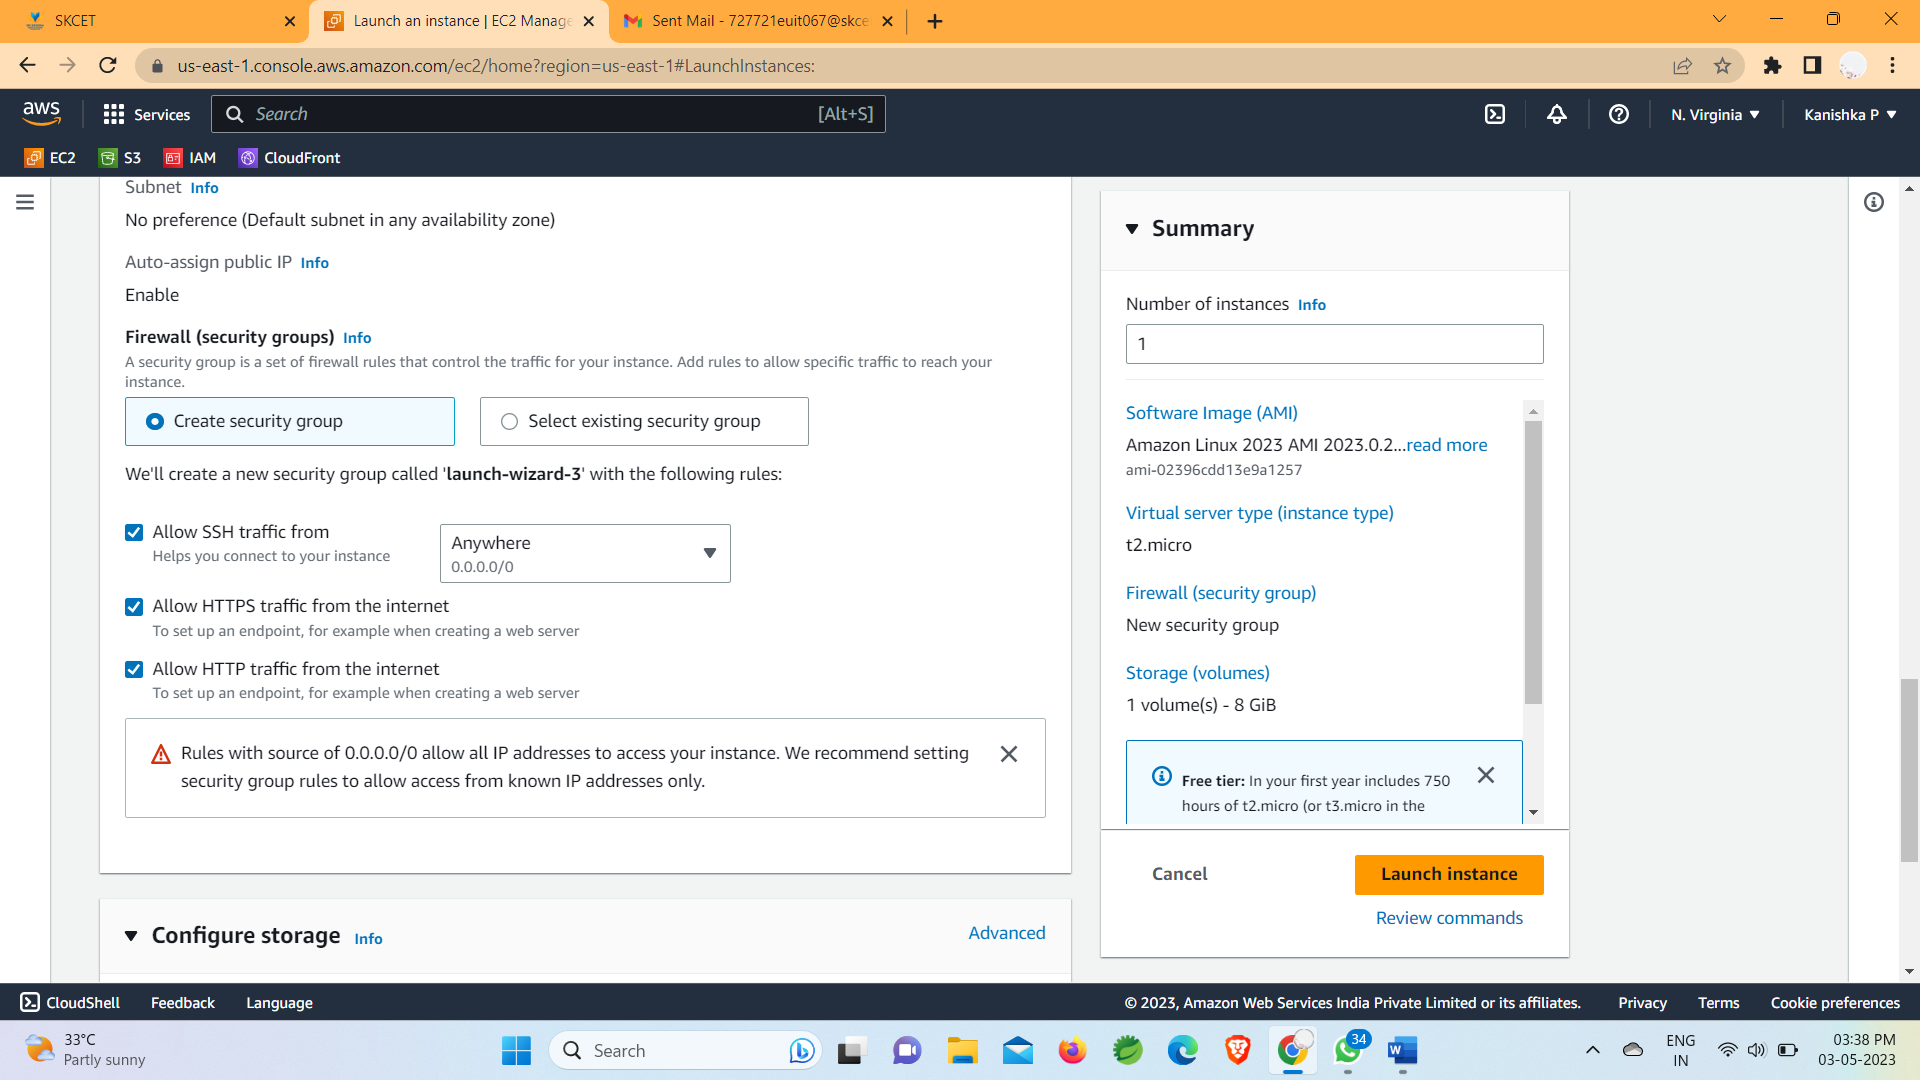 SKCET
Launch an instance | EC2 Manage
Sent Mail - 727721euit067@skce
us-east-1.console.aws.amazon.com/ec2/home?region=us-east-1#LaunchInstances:
aws
Services
Search
[Alt+S]
N. Virginia
Kanishka P
EC2
S3
IAM
CloudFront
Subnet Info
No preference (Default subnet in any availability zone)
Auto-assign public IP Info
Enable
Firewall (security groups) Info
A security group is a set of firewall rules that control the traffic for your instance. Add rules to allow specific traffic to reach your
instance.
Create security group
Select existing security group
We'll create a new security group called 'launch-wizard-3' with the following rules:
Allow SSH traffic from
Helps you connect to your instance
Anywhere
0.0.0.0/0
Allow HTTPS traffic from the internet
To set up an endpoint, for example when creating a web server
Allow HTTP traffic from the internet
To set up an endpoint, for example when creating a web server
Rules with source of 0.0.0.0/0 allow all IP addresses to access your instance. We recommend setting
security group rules to allow access from known IP addresses only.
Configure storage Info
Advanced
Summary
Number of instances Info
1
Software Image (AMI)
Amazon Linux 2023 AMI 2023.0.2...read more
ami-02396cdd13e9a1257
Virtual server type (instance type)
t2.micro
Firewall (security group)
New security group
Storage (volumes)
1 volume(s) - 8 GiB
Free tier: In your first year includes 750
hours of t2.micro (or t3.micro in the
Cancel
Launch instance
Review commands
CloudShell
Feedback
Language
© 2023, Amazon Web Services India Private Limited or its affiliates.
Privacy
Terms
Cookie preferences
33°C
Partly sunny
Search
34
ENG
IN
03:38 PM
03-05-2023